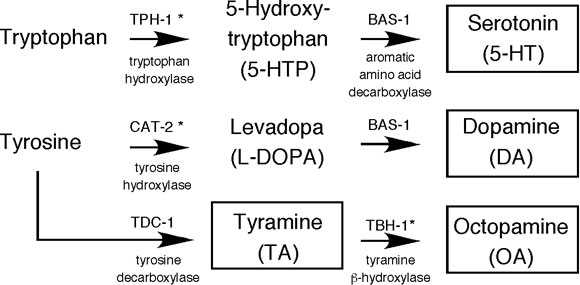 Tryptophan
TPH-1 *
tryptophan
hydroxylase
5-Hydroxy-
tryptophan
(5-HTP)
BAS-1
aromatic
amino acid
decarboxylase
Serotonin
(5-HT)
Tyrosine
CAT-2 *
tyrosine
hydroxylase
Levadopa
(L-DOPA)
BAS-1
Dopamine
(DA)
TDC-1
tyrosine
decarboxylase
Tyramine
(TA)
TBH-1*
tyramine
β-hydroxylase
Octopamine
(OA)